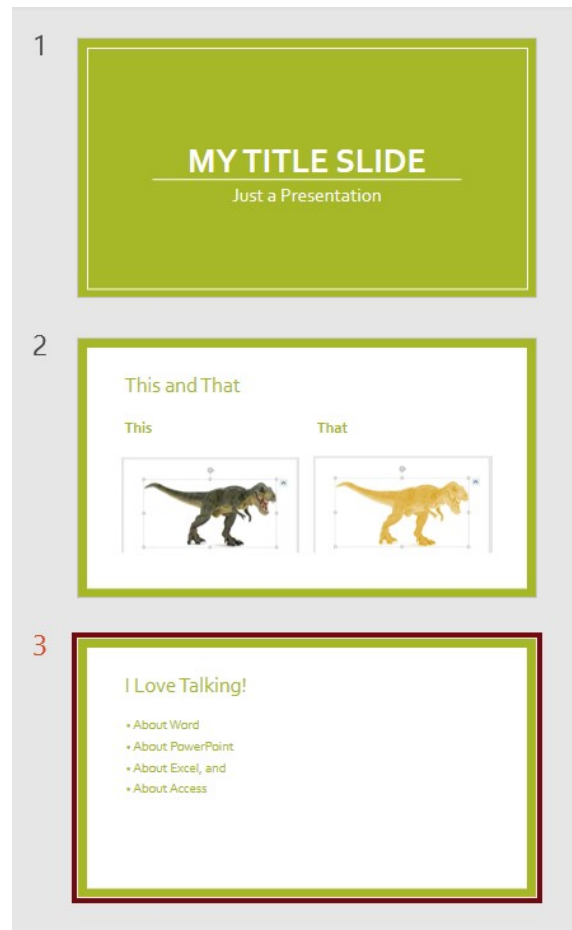 1
MY TITLE SLIDE
Just a Presentation
2
This and That
This That
3
I Love Talking!
• About Word
• About PowerPoint
• About Excel, and
• About Access